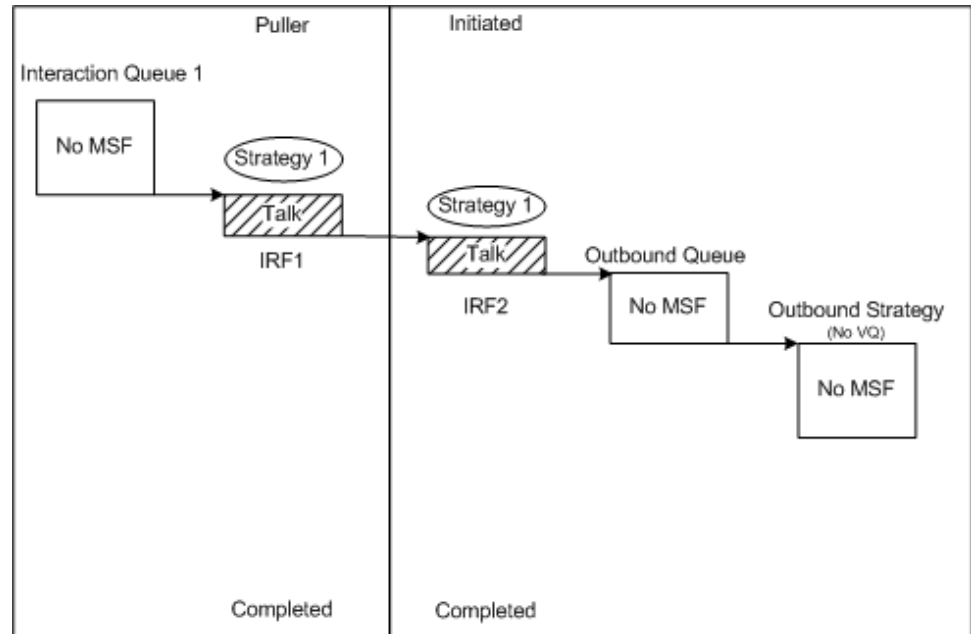 Puller
Initiated
Interaction Queue 1
No MSF
Strategy 1
Talk
IRF1
Strategy 1
Talk
IRF2
Outbound Queue
No MSF
Outbound Strategy
(No VQ)
No MSF
Completed
Completed